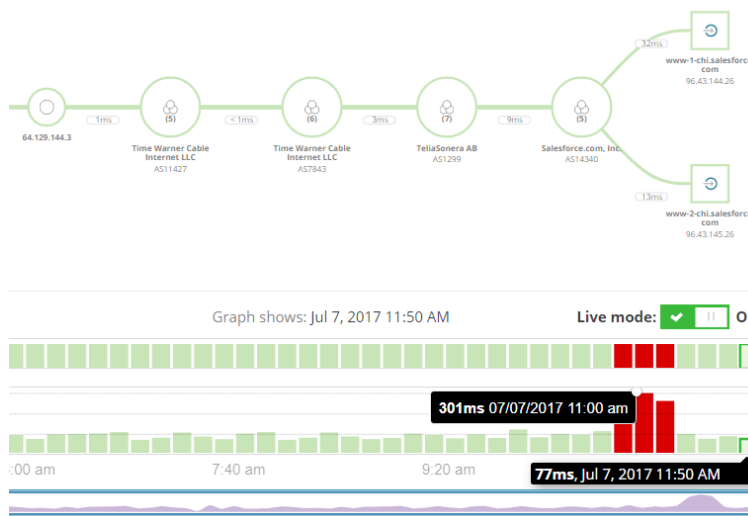 32ms
www-1-chi.salesforce
com
96.43.144.26
1ms
(5)
<1ms
(6)
3ms
(7)
9ms
(5)
64.129.144.3
Time Warner Cable
Internet LLC
AS11427
Time Warner Cable
Internet LLC
AS7843
TeliaSonera AB
AS1299
Salesforce.com, Inc.
AS14340
13ms
www-2-chi.salesforce
com
96.43.145.26
Graph shows: Jul 7, 2017 11:50 AM
Live mode:
O
301ms 07/07/2017 11:00 am
:00 am
7:40 am
9:20 am
77ms, Jul 7, 2017 11:50 AM